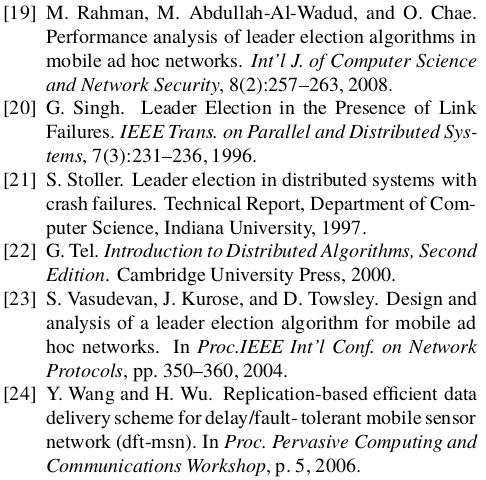 [19] M. Rahman, M. Abdullah-Al-Wadud, and O. Chae.
Performance analysis of leader election algorithms in
mobile ad hoc networks. Int'l J. of Computer Science
and Network Security, 8(2):257–263, 2008.
[20] G. Singh. Leader Election in the Presence of Link
Failures. IEEE Trans. on Parallel and Distributed Sys-
tems, 7(3):231–236, 1996.
[21] S. Stoller. Leader election in distributed systems with
crash failures. Technical Report, Department of Com-
puter Science, Indiana University, 1997.
[22] G. Tel. Introduction to Distributed Algorithms, Second
Edition. Cambridge University Press, 2000.
[23] S. Vasudevan, J. Kurose, and D. Towsley. Design and
analysis of a leader election algorithm for mobile ad
hoc networks. In Proc.IEEE Int'l Conf. on Network
Protocols, pp. 350–360, 2004.
[24] Y. Wang and H. Wu. Replication-based efficient data
delivery scheme for delay/fault- tolerant mobile sensor
network (dft-msn). In Proc. Pervasive Computing and
Communications Workshop, p. 5, 2006.